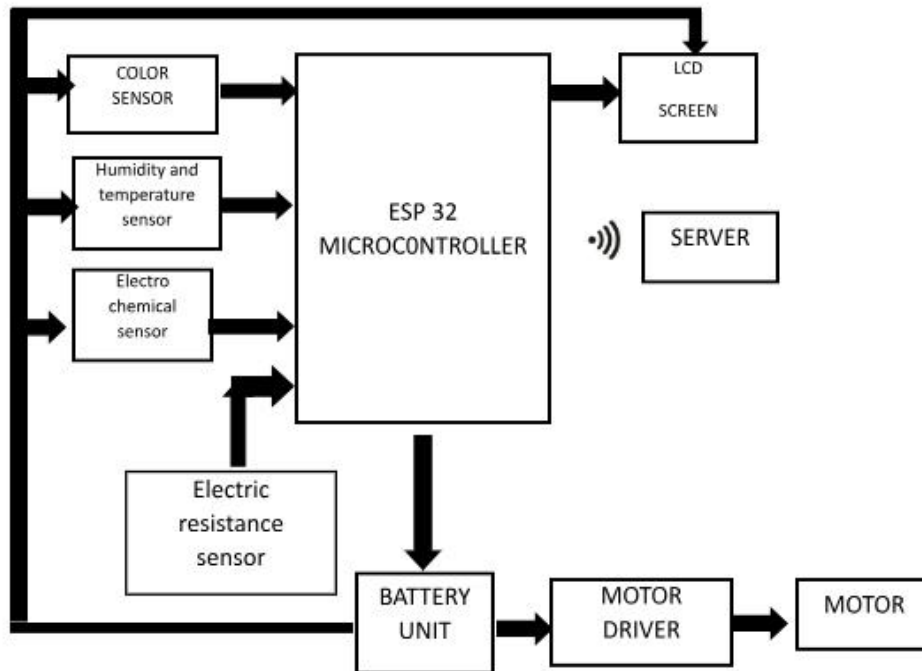 COLOR
SENSOR
Humidity and
temperature
sensor
Electro
chemical
sensor
Electric
resistance
sensor
ESP 32
MICROC0NTROLLER
LCD
SCREEN
SERVER
BATTERY
UNIT
MOTOR
DRIVER
MOTOR